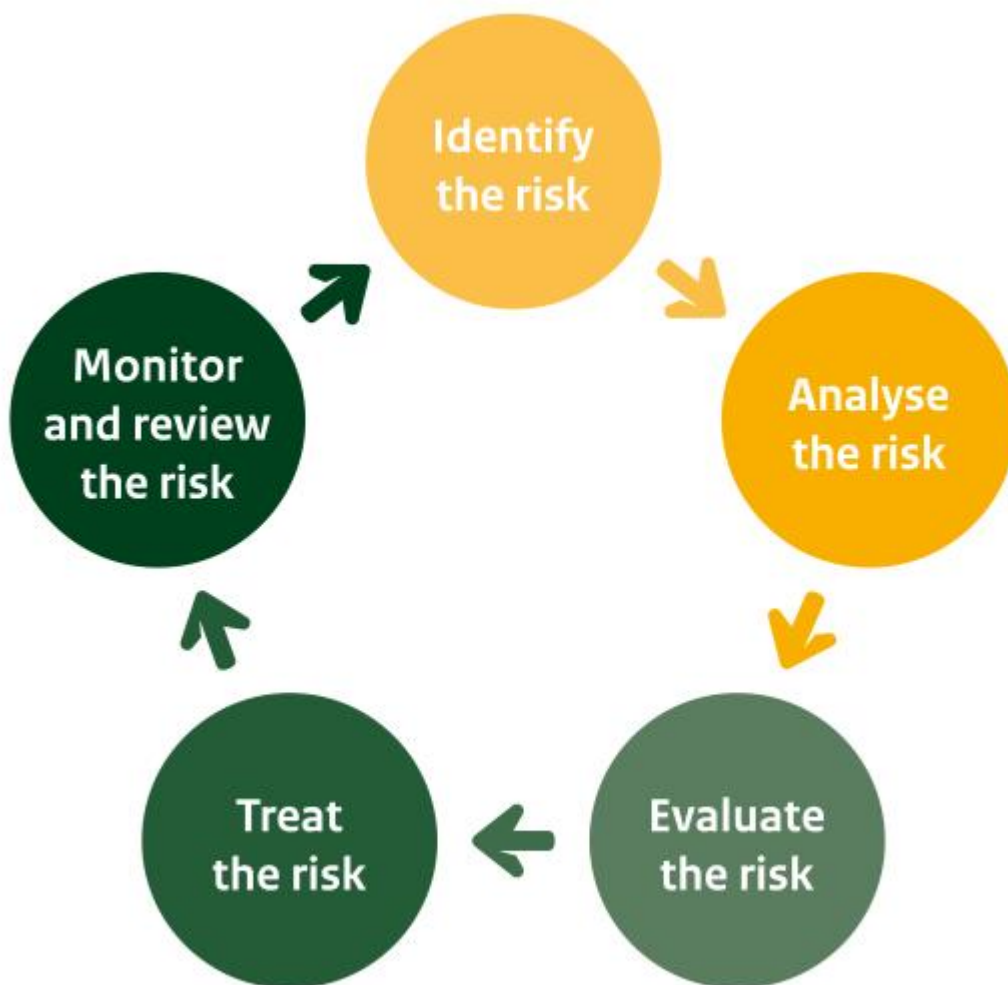 Identify
the risk
Analyse
the risk
Evaluate
the risk
Treat
the risk
Monitor
and review
the risk